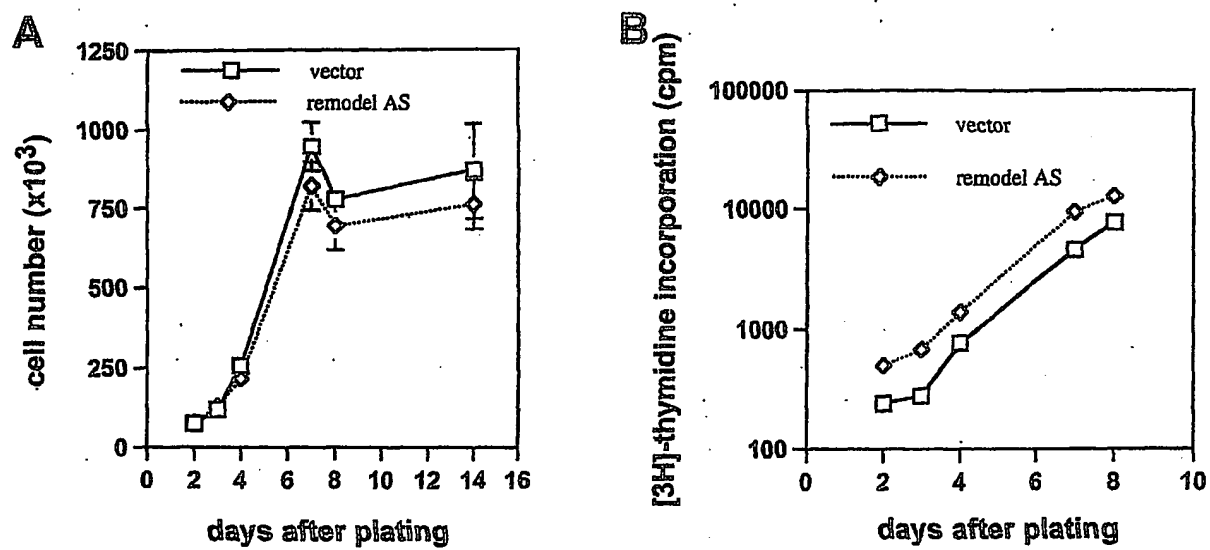 A
1250
1000
750
500
250
0
0 2 4 6 8 10 12 14 16
cell number (x10³)
days after plating
vector
remodel AS
B
100000
10000
1000
100
0 2 4 6 8 10
[3H]-thymidine incorporation (cpm)
days after plating
vector
remodel AS